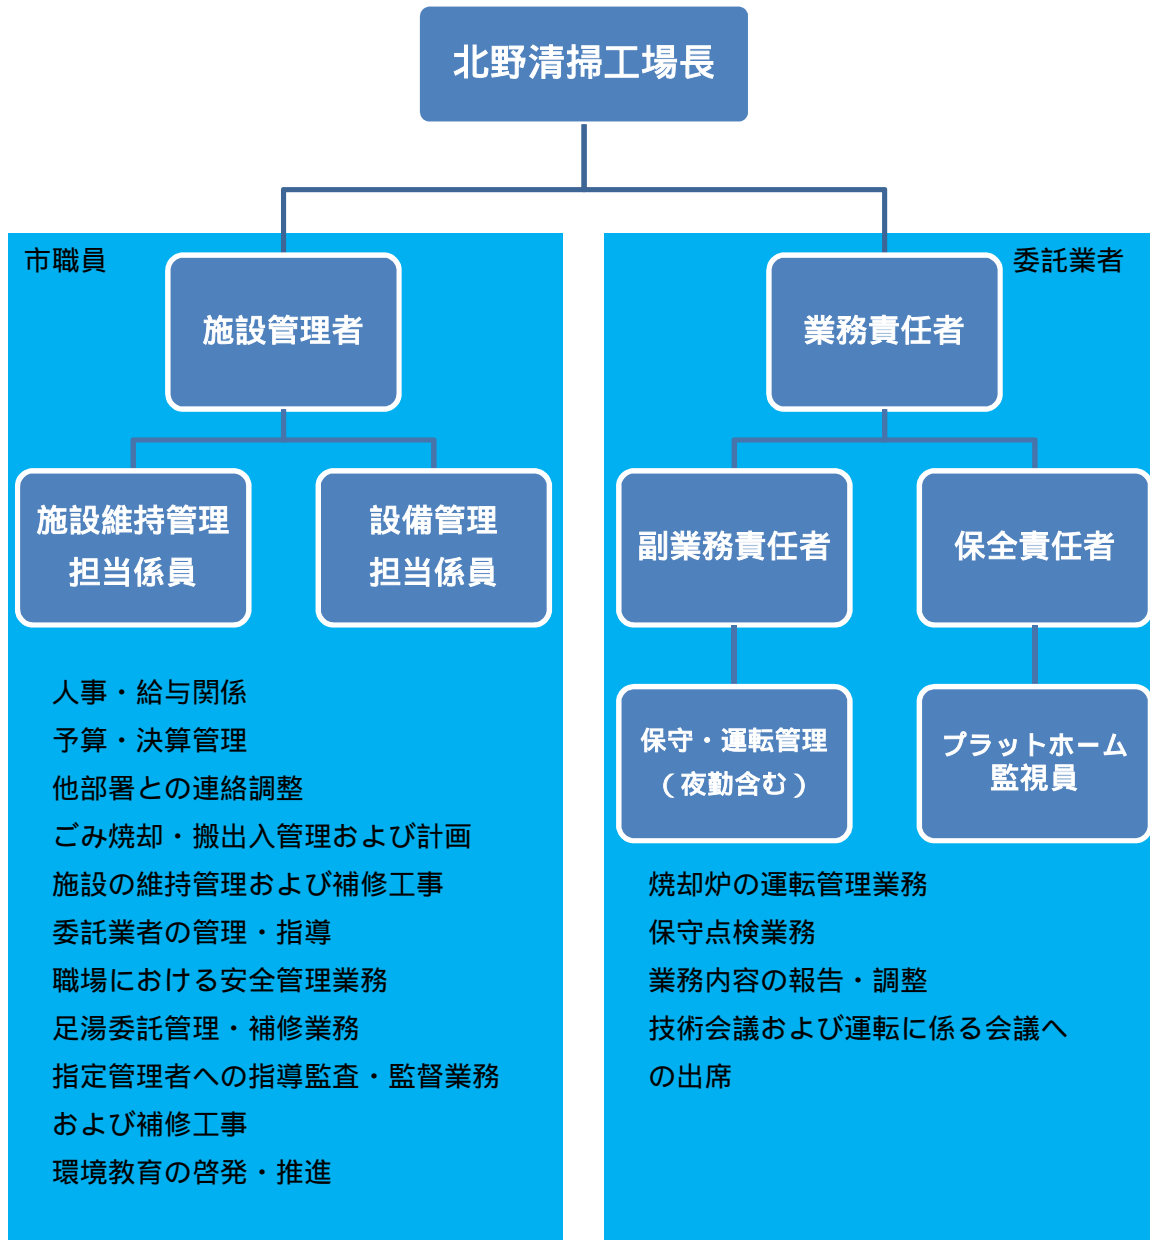 北野清掃工場長
市職員
施設管理者
施設維持管理
担当係員
設備管理
担当係員
人事・給与関係
予算・決算管理
他部署との連絡調整
ごみ焼却・搬出入管理および計画
施設の維持管理および補修工事
委託業者の管理・指導
職場における安全管理業務
足湯委託管理・補修業務
指定管理者への指導監査・監督業務
および補修工事
環境教育の啓発・推進
委託業者
業務責任者
副業務責任者
保全責任者
保守・運転管理
（夜勤含む）
プラットホーム
監視員
焼却炉の運転管理業務
保守点検業務
業務内容の報告・調整
技術会議および運転に係る会議へ
の出席